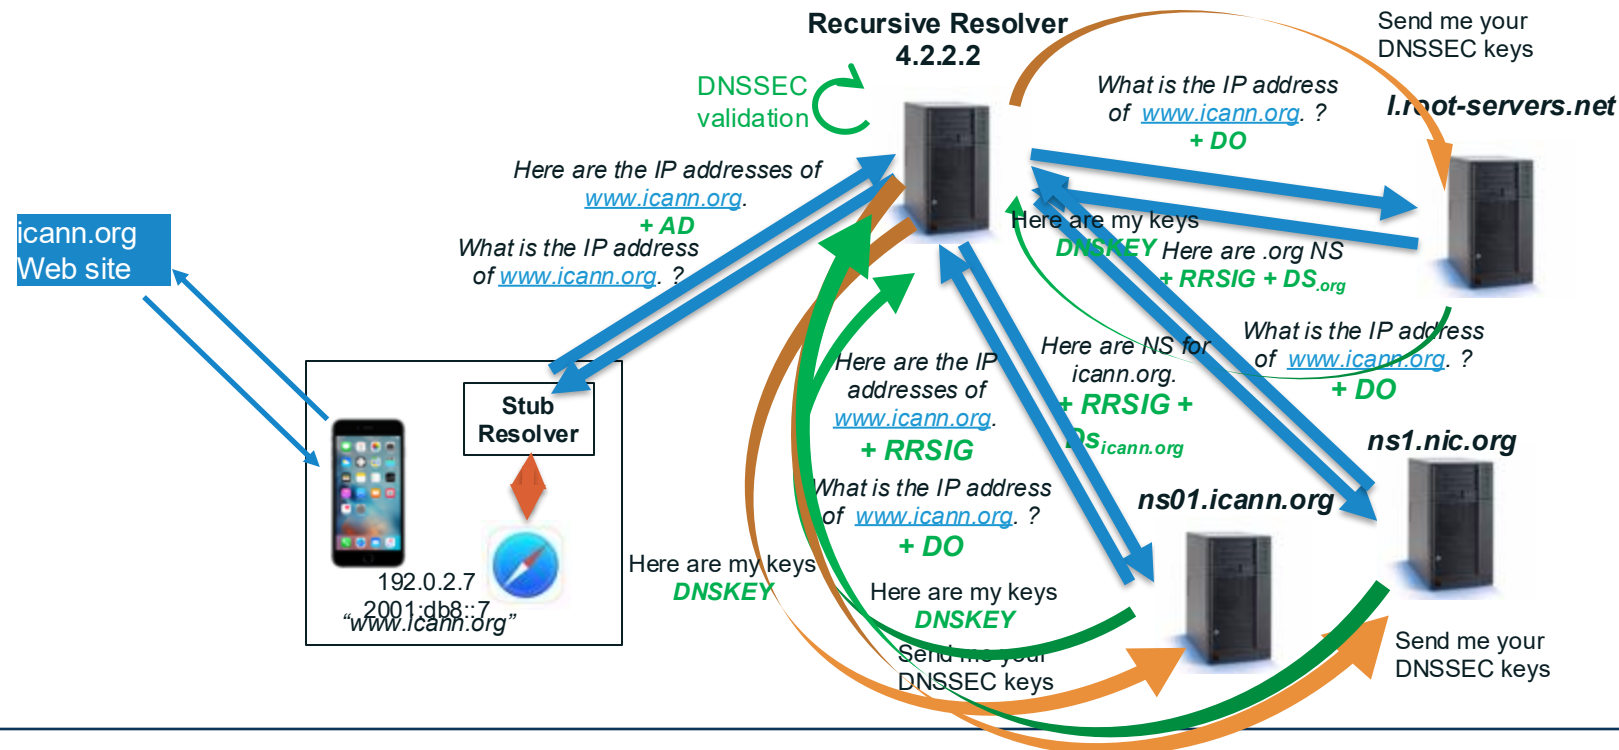 Recursive Resolver
4.2.2.2
Send me your
DNSSEC keys
DNSSEC
validation
What is the IP address
of www.icann.org. ?
+ DO
l.root-servers.net
Here are the IP addresses of
www.icann.org.
+ AD
What is the IP address
of www.icann.org. ?
icann.org
Web site
Here are my keys
DNSKEY
Here are .org NS
+ RRSIG + DS.org
What is the IP address
of www.icann.org. ?
+ DO
Here are NS for
icann.org.
+ RRSIG +
Dsicann.org
Here are the IP
addresses of
www.icann.org.
+ RRSIG
What is the IP address
of www.icann.org. ?
+ DO
Stub
Resolver
ns1.nic.org
ns01.icann.org
192.0.2.7
2001:db8::7
“www.icann.org”
Here are my keys
DNSKEY
Here are my keys
DNSKEY
Send me your
DNSSEC keys
Send me your
DNSSEC keys